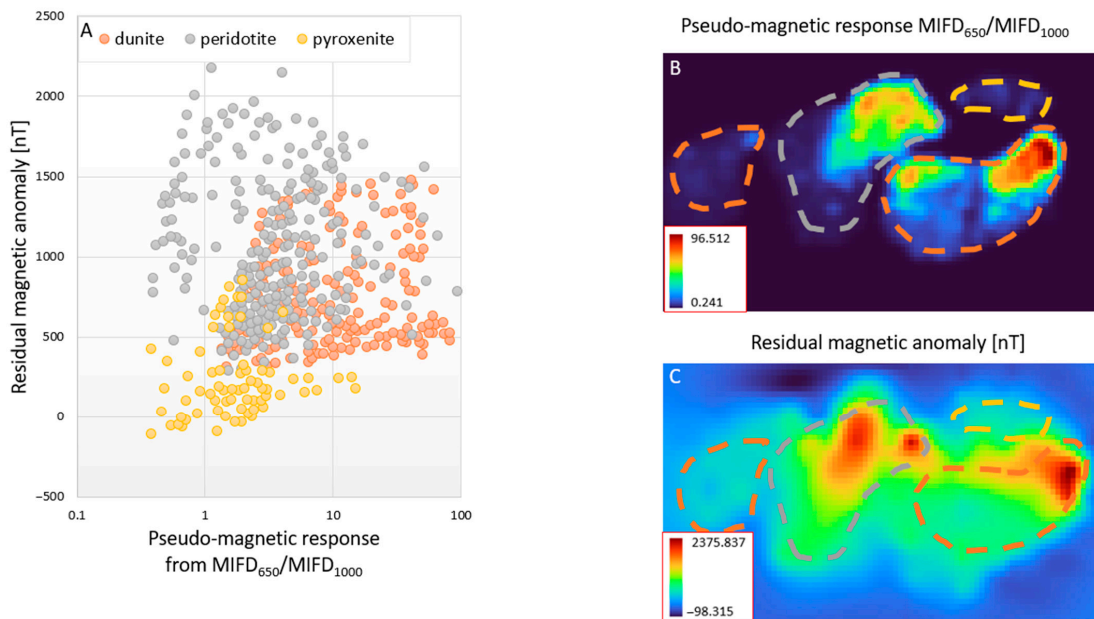 A
dunite peridotite pyroxenite
2500
2000
1500
1000
500
0
−500
0.1 1 10 100
Residual magnetic anomaly [nT]
Pseudo-magnetic response
from MIFD650/MIFD1000
Pseudo-magnetic response MIFD650/MIFD1000
B
96.512
0.241
Residual magnetic anomaly [nT]
C
2375.837
−98.315